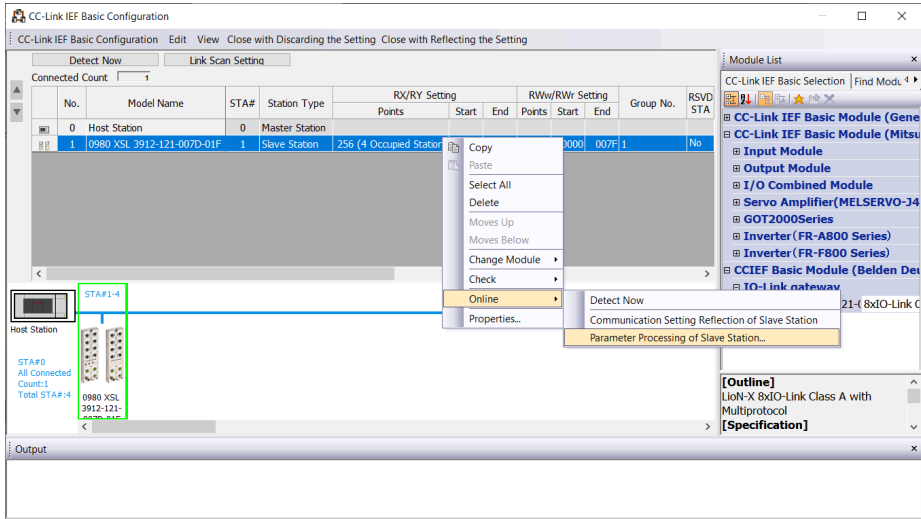 CC-Link IEF Basic Configuration
CC-Link IEF Basic Configuration Edit View Close with Discarding the Setting Close with Reflecting the Setting
Detect Now Link Scan Setting
Connected Count 1
No. Model Name STA# Station Type RX/RY Setting RWw/RWr Setting Group No. RSVD STA
Points Start End Points Start End
0 Host Station 0 Master Station
1 0980 XSL 3912-121-007D-01F 1 Slave Station 256 (4 Occupied Station 0000 007F 1 No
Copy
Paste
Select All
Delete
Moves Up
Moves Below
Change Module
Check
Online
Properties...
Detect Now
Communication Setting Reflection of Slave Station
Parameter Processing of Slave Station...
STA#1-4
Host Station
STA#0
All Connected
Count:1
Total STA#:4
0980 XSL
3912-121-
Module List
CC-Link IEF Basic Selection Find Modu
CC-Link IEF Basic Module (Gene
CC-Link IEF Basic Module (Mitsu
Input Module
Output Module
I/O Combined Module
Servo Amplifier(MELSERVO-J4
GOT2000Series
Inverter(FR-A800 Series)
Inverter(FR-F800 Series)
CCIEF Basic Module (Belden Deu
IO-Link gateway
8xIO-Link C
[Outline]
LioN-X 8xIO-Link Class A with
Multiprotocol
[Specification]
Output